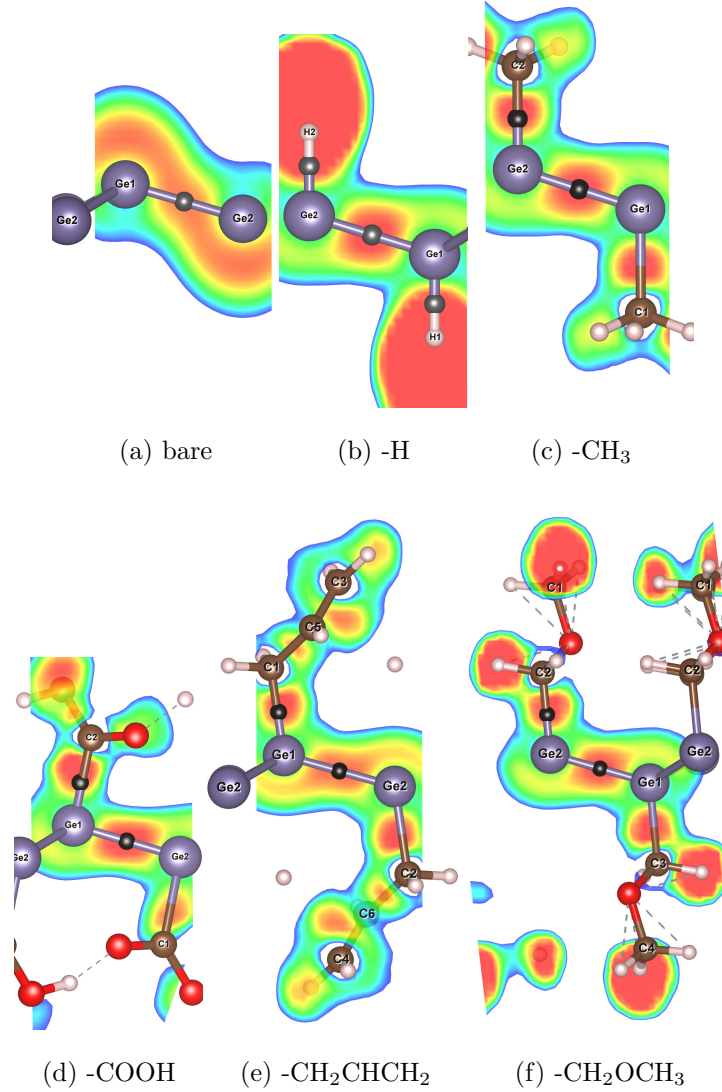 Ge1
Ge2
Ge2
(a) bare
H2
Ge2
Ge1
H1
(b) -H
C2
Ge2
Ge1
C1
(c) -CH₃
C2
Ge1
Ge2
Ge2
C1
(d) -COOH
C3
C5
C1
Ge1
Ge2
Ge2
C2
C6
C4
(e) -CH₂CHCH₂
C1
C1
C2
C2
Ge2
Ge2
Ge1
C3
C4
(f) -CH₂OCH₃